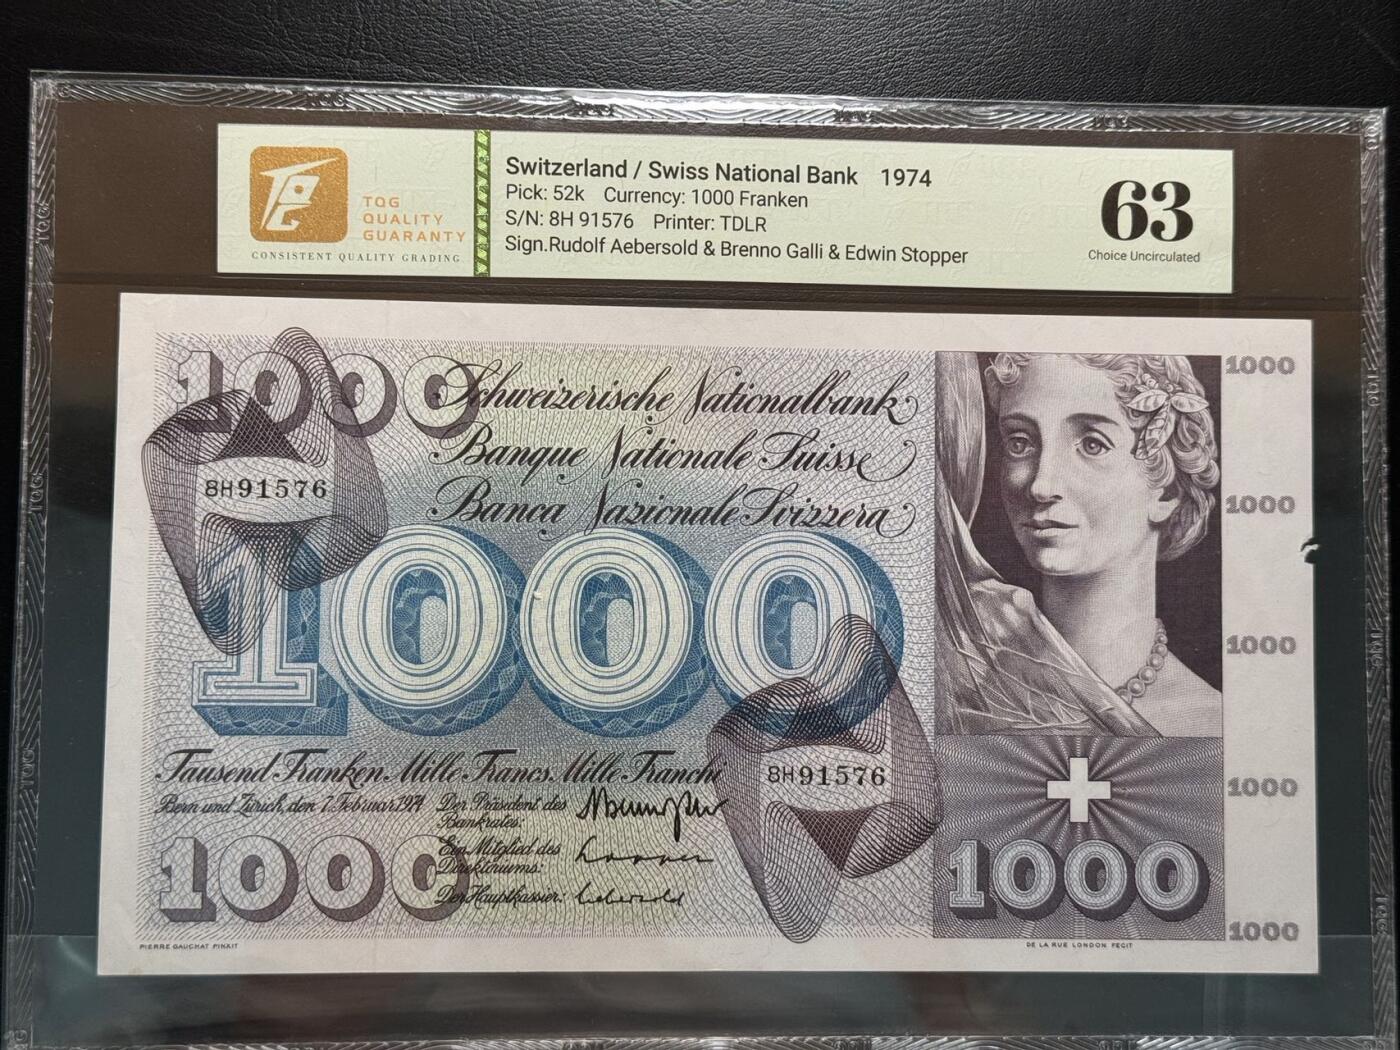 TQG
QUALITY
GUARANTY
CONSISTENT QUALITY GRADING
Switzerland / Swiss National Bank 1974
Pick: 52k Currency: 1000 Franken
S/N: 8H 91576 Printer: TDLR
Sign.Rudolf Aebersold & Brenno Galli & Edwin Stopper
63
Choice Uncirculated
1000
Schweizerische Nationalbank
Banque Nationale Suisse
Banca Nazionale Svizzera
8H91576
1000
Tausend Franken Mille Francs Mille Franchi
Bern und Zürich, den 7. Februar 1974
Der Präsident des
Bankrates:
Ein Mitglied des
Direktoriums:
Der Hauptkassier:
8H91576
1000
1000
1000
1000
1000
1000
1000
PIERRE GAUCHAT PINXIT
DE LA RUE LONDON FECIT